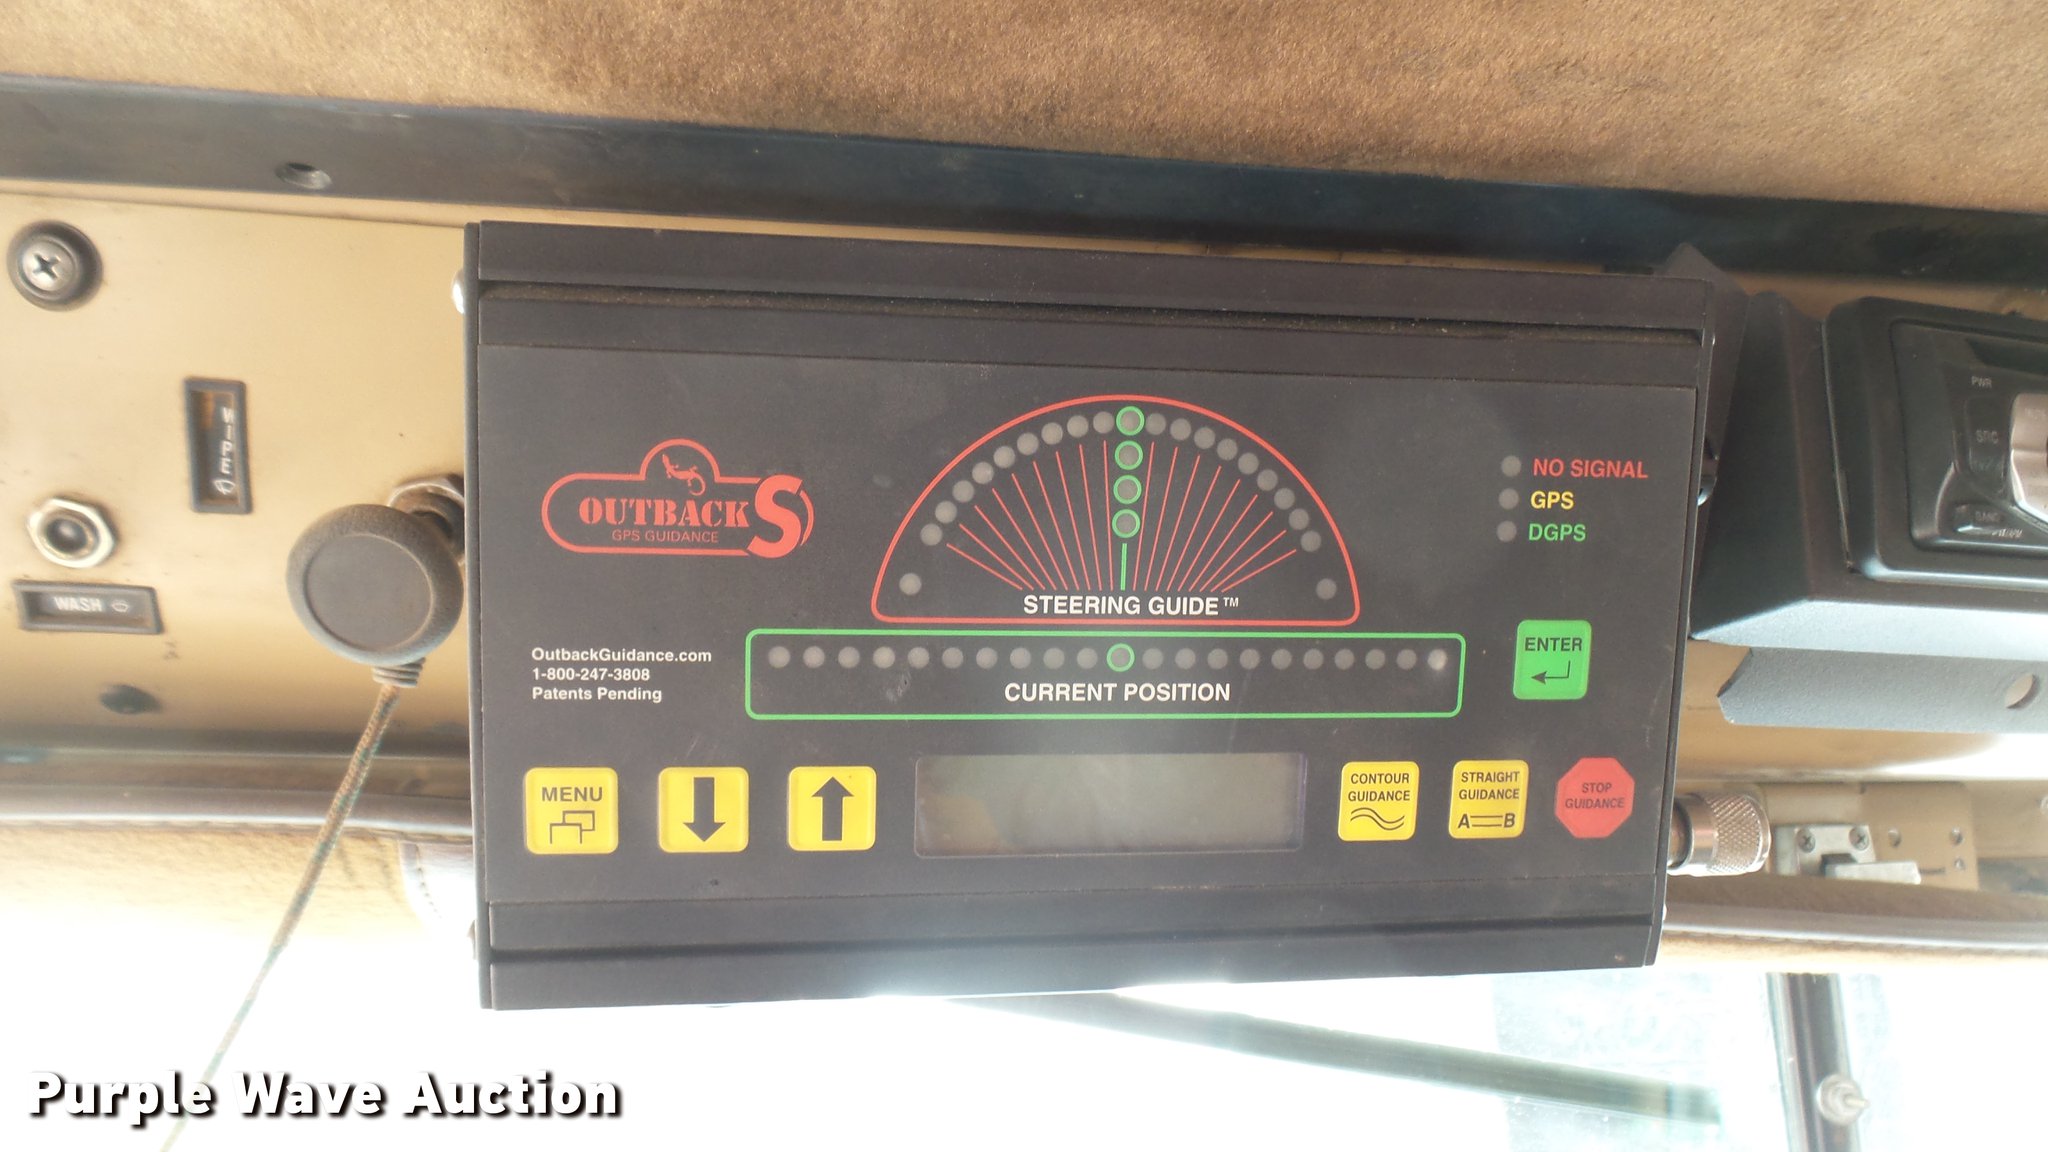 WIPE
WASH
OUTBACK S
GPS GUIDANCE
OutbackGuidance.com
1-800-247-3808
Patents Pending
STEERING GUIDE™
CURRENT POSITION
NO SIGNAL
GPS
DGPS
ENTER
MENU
CONTOUR
GUIDANCE
STRAIGHT
GUIDANCE
A B
STOP
GUIDANCE
PWR
SRC
BAND
Purple Wave Auction